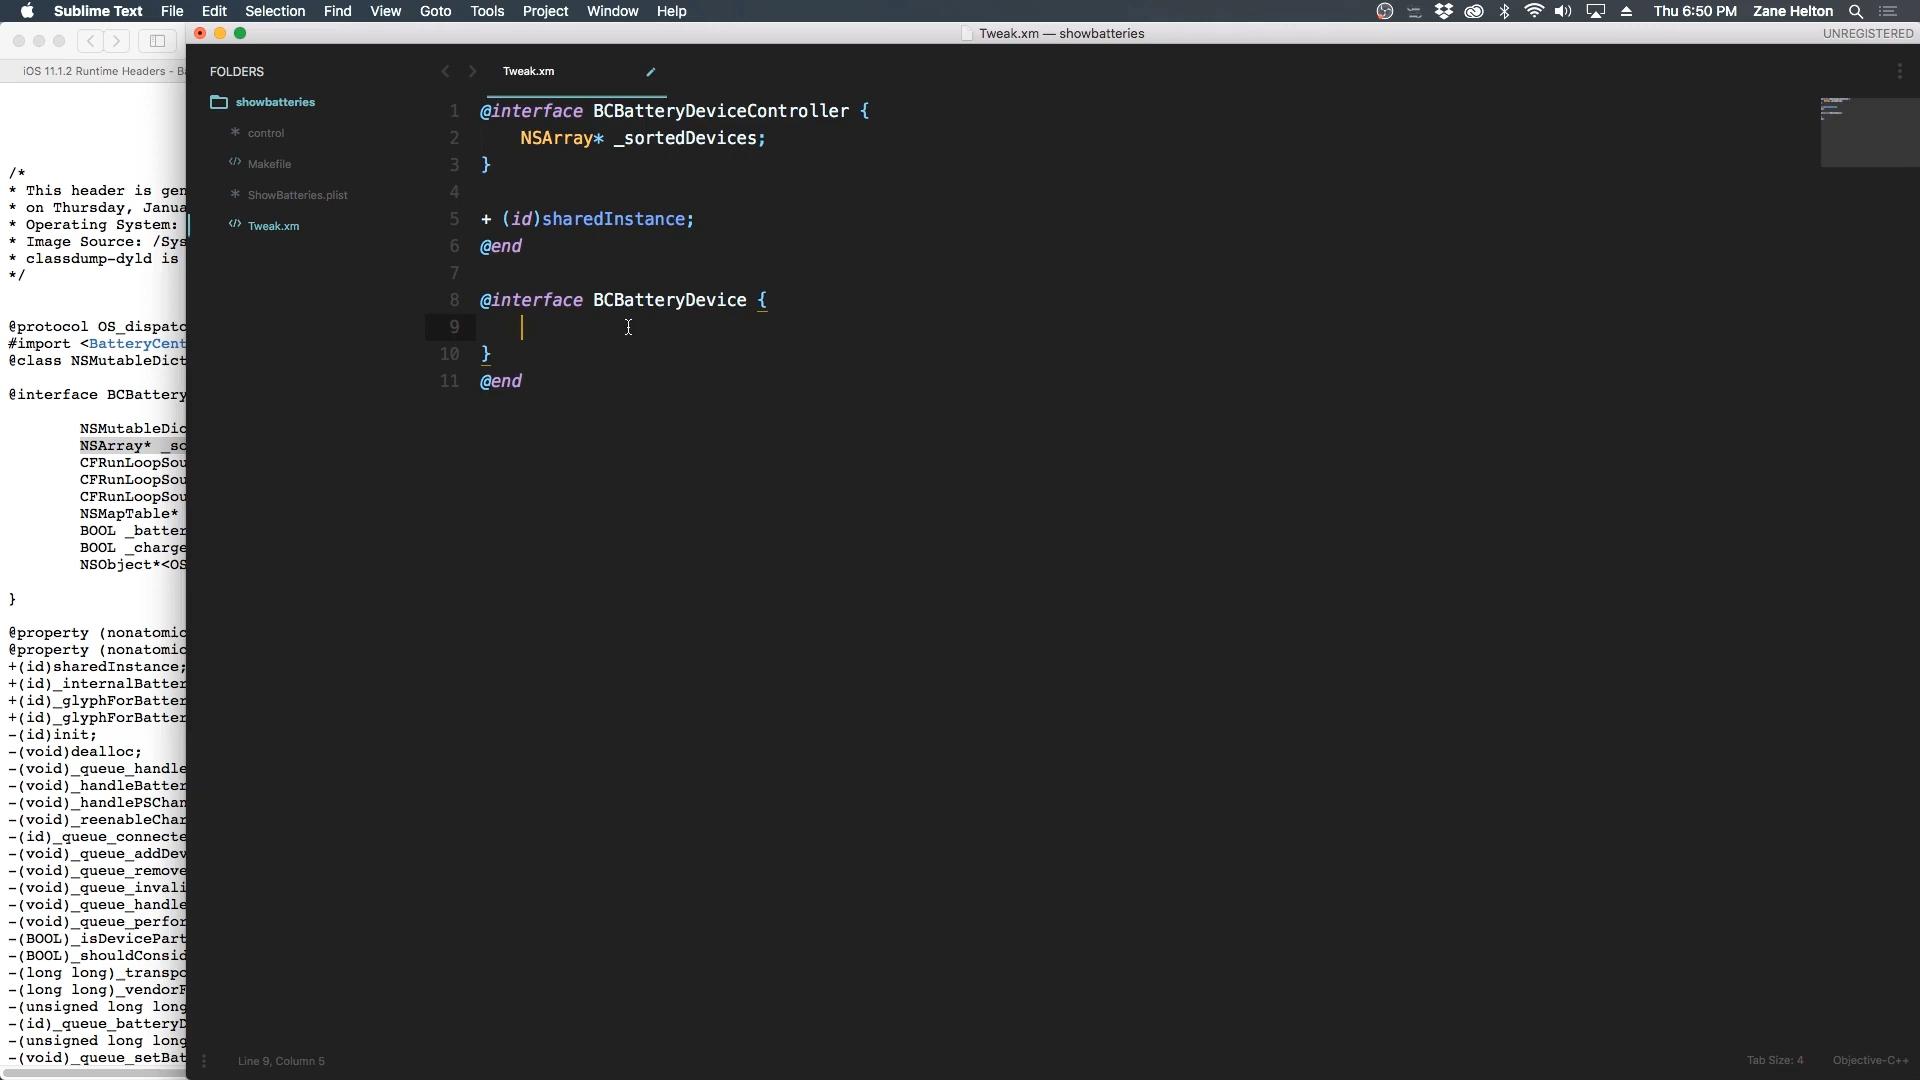 Sublime Text File Edit Selection Find View Goto Tools Project Window Help
Thu 6:50 PM Zane Helton
Tweak.xm — showbatteries
UNREGISTERED
iOS 11.1.2 Runtime Headers - Ba
/*
* This header is gen
* on Thursday, Janua
* Operating System:
* Image Source: /Sys
* classdump-dyld is
*/
@protocol OS_dispatc
#import <BatteryCent
@class NSMutableDict
@interface BCBattery
NSMutableDic
NSArray* _so
CFRunLoopSou
CFRunLoopSou
CFRunLoopSou
NSMapTable*
BOOL _batter
BOOL _charge
NSObject*<OS
}
@property (nonatomic
@property (nonatomic
+(id)sharedInstance;
+(id)_internalBatter
+(id)_glyphForBatter
+(id)_glyphForBatter
-(id)init;
-(void)dealloc;
-(void)_queue_handle
-(void)_handleBatter
-(void)_handlePSChan
-(void)_reenableChar
-(id)_queue_connecte
-(void)_queue_addDev
-(void)_queue_remove
-(void)_queue_invali
-(void)_queue_handle
-(void)_queue_perfor
-(BOOL)_isDevicePart
-(BOOL)_shouldConsid
-(long long)_transpo
-(long long)_vendorF
-(unsigned long long
-(id)_queue_batteryD
-(unsigned long long
-(void)_queue_setBat
FOLDERS
showbatteries
* control
</> Makefile
* ShowBatteries.plist
</> Tweak.xm
Tweak.xm
1 @interface BCBatteryDeviceController {
2 NSArray* _sortedDevices;
3 }
4
5 + (id)sharedInstance;
6 @end
7
8 @interface BCBatteryDevice {
9
10 }
11 @end
Line 9, Column 5
Tab Size: 4
Objective-C++